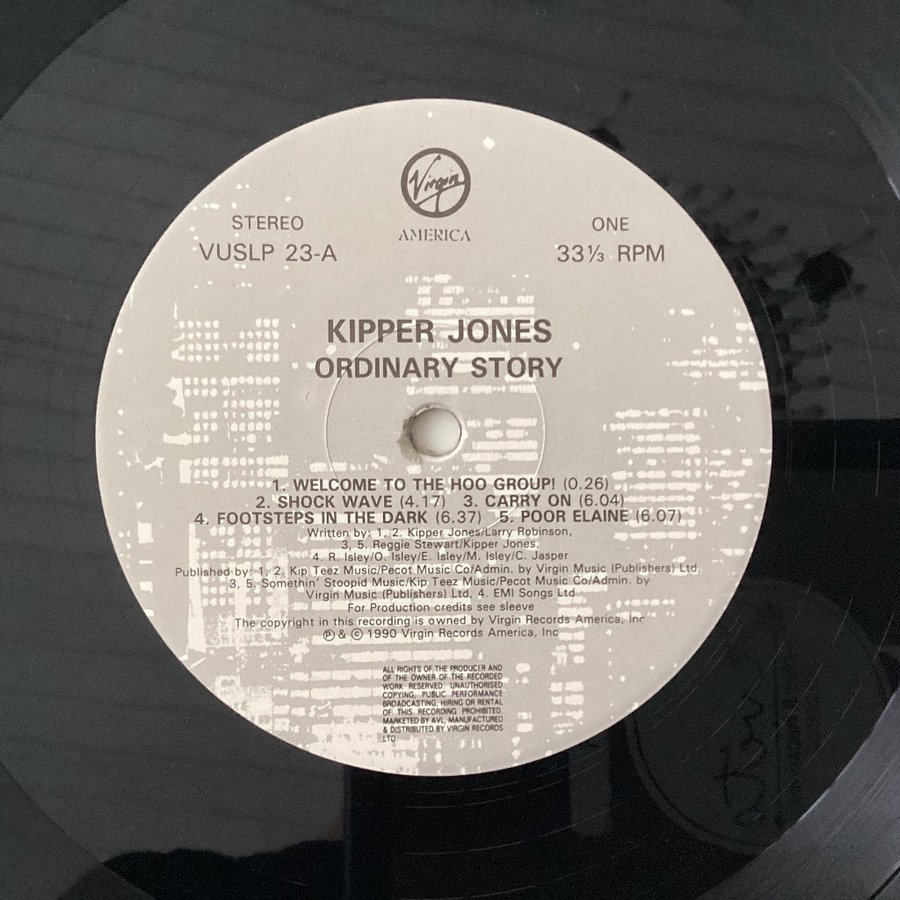 Virgin
AMERICA
STEREO
VUSLP 23-A
ONE
33⅓ RPM
KIPPER JONES
ORDINARY STORY
1. WELCOME TO THE HOO GROUP! (0.26)
2. SHOCK WAVE (4.17) 3. CARRY ON (6.04)
4. FOOTSTEPS IN THE DARK (6.37) 5. POOR ELAINE (6.07)
Written by: 1, 2. Kipper Jones/Larry Robinson,
3, 5. Reggie Stewart/Kipper Jones,
4. R. Isley/O. Isley/E. Isley/M. Isley/C. Jasper
Published by: 1, 2. Kip Teez Music/Pecot Music Co/Admin. by Virgin Music (Publishers) Ltd.
3, 5. Somethin' Stoopid Music/Kip Teez Music/Pecot Music Co/Admin. by
Virgin Music (Publishers) Ltd. 4. EMI Songs Ltd
For Production credits see sleeve
The copyright in this recording is owned by Virgin Records America, Inc
℗ & © 1990 Virgin Records America, Inc
ALL RIGHTS OF THE PRODUCER AND
OF THE OWNER OF THE RECORDED
WORK RESERVED. UNAUTHORISED
COPYING, PUBLIC PERFORMANCE
BROADCASTING, HIRING OR RENTAL
OF THIS RECORDING PROHIBITED.
MARKETED BY AVL, MANUFACTURED
& DISTRIBUTED BY VIRGIN RECORDS
LTD